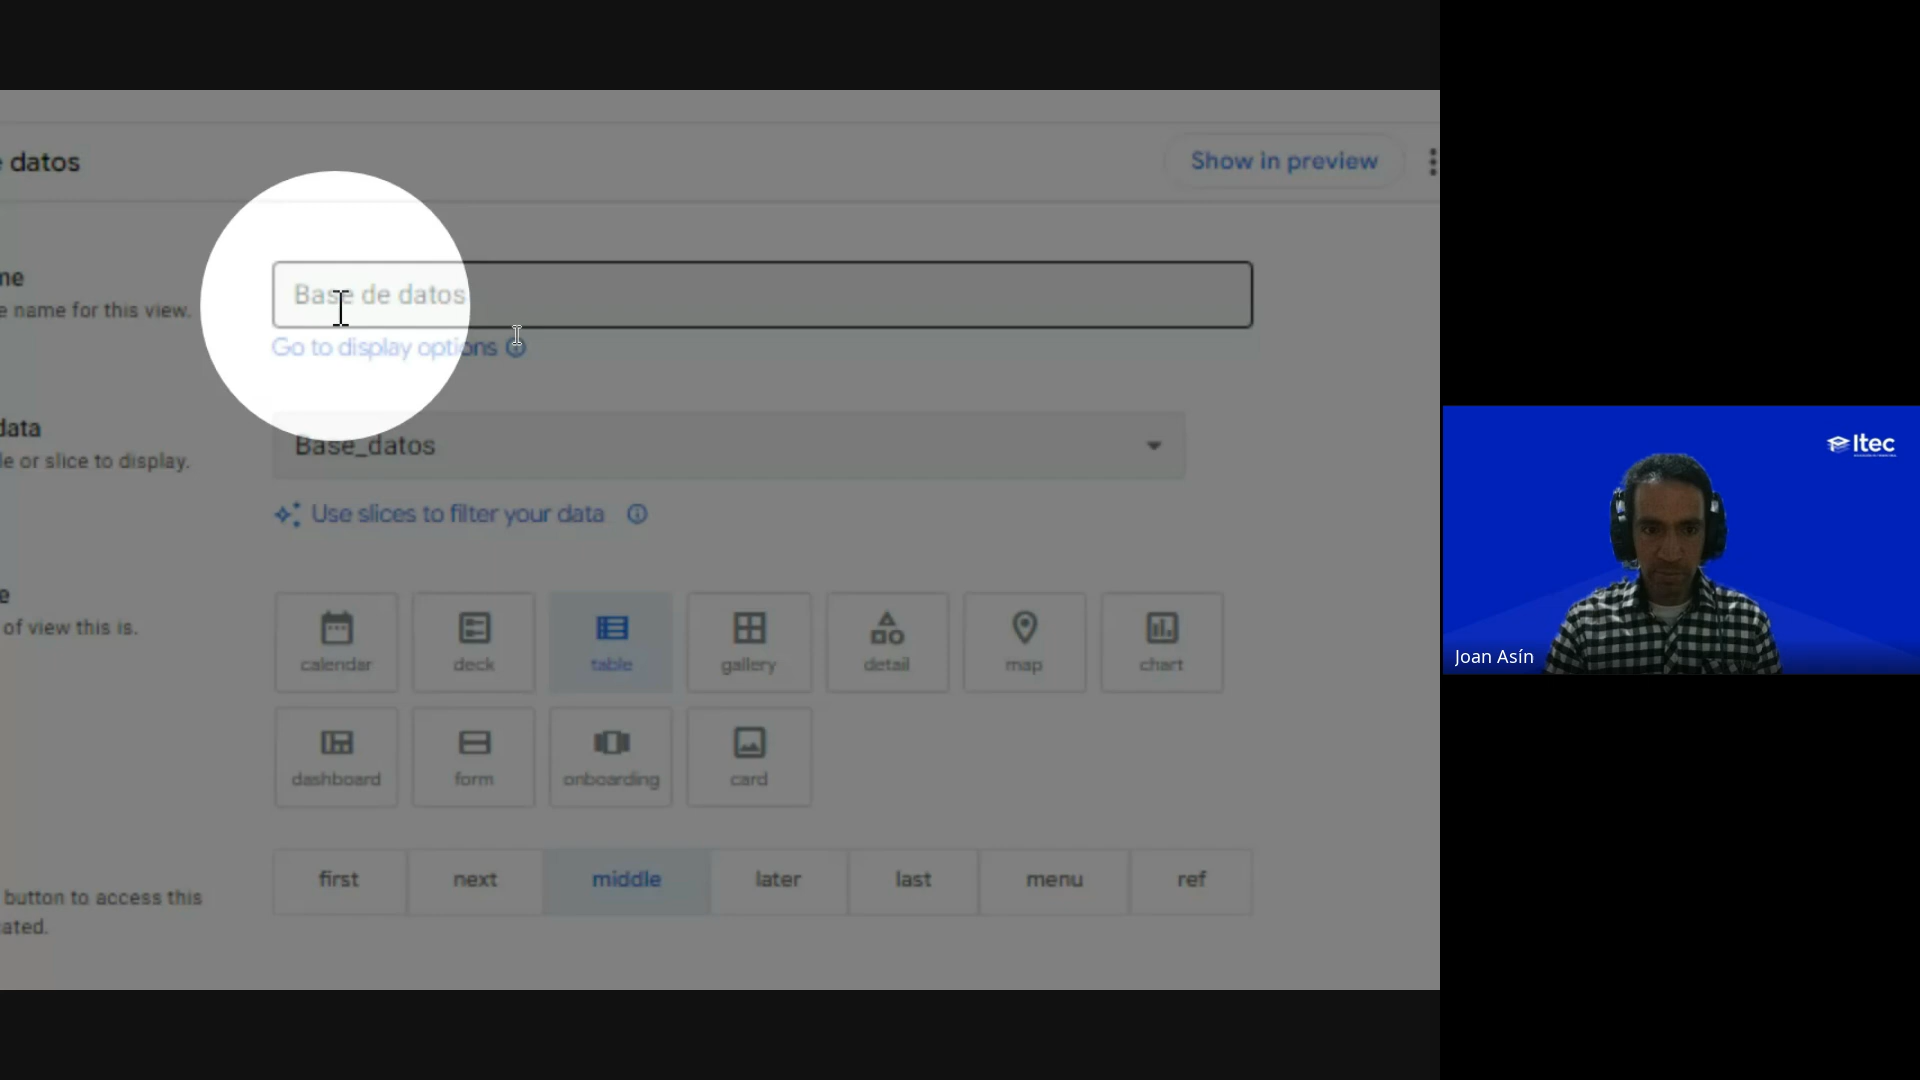 datos
Show in preview
me
e name for this view.
Base de datos
Go to display options
data
le or slice to display.
Base_datos
Use slices to filter your data
e
of view this is.
calendar
deck
table
gallery
detail
map
chart
dashboard
form
onboarding
card
first
next
middle
later
last
menu
ref
button to access this
ated.
Itec
Joan Asín